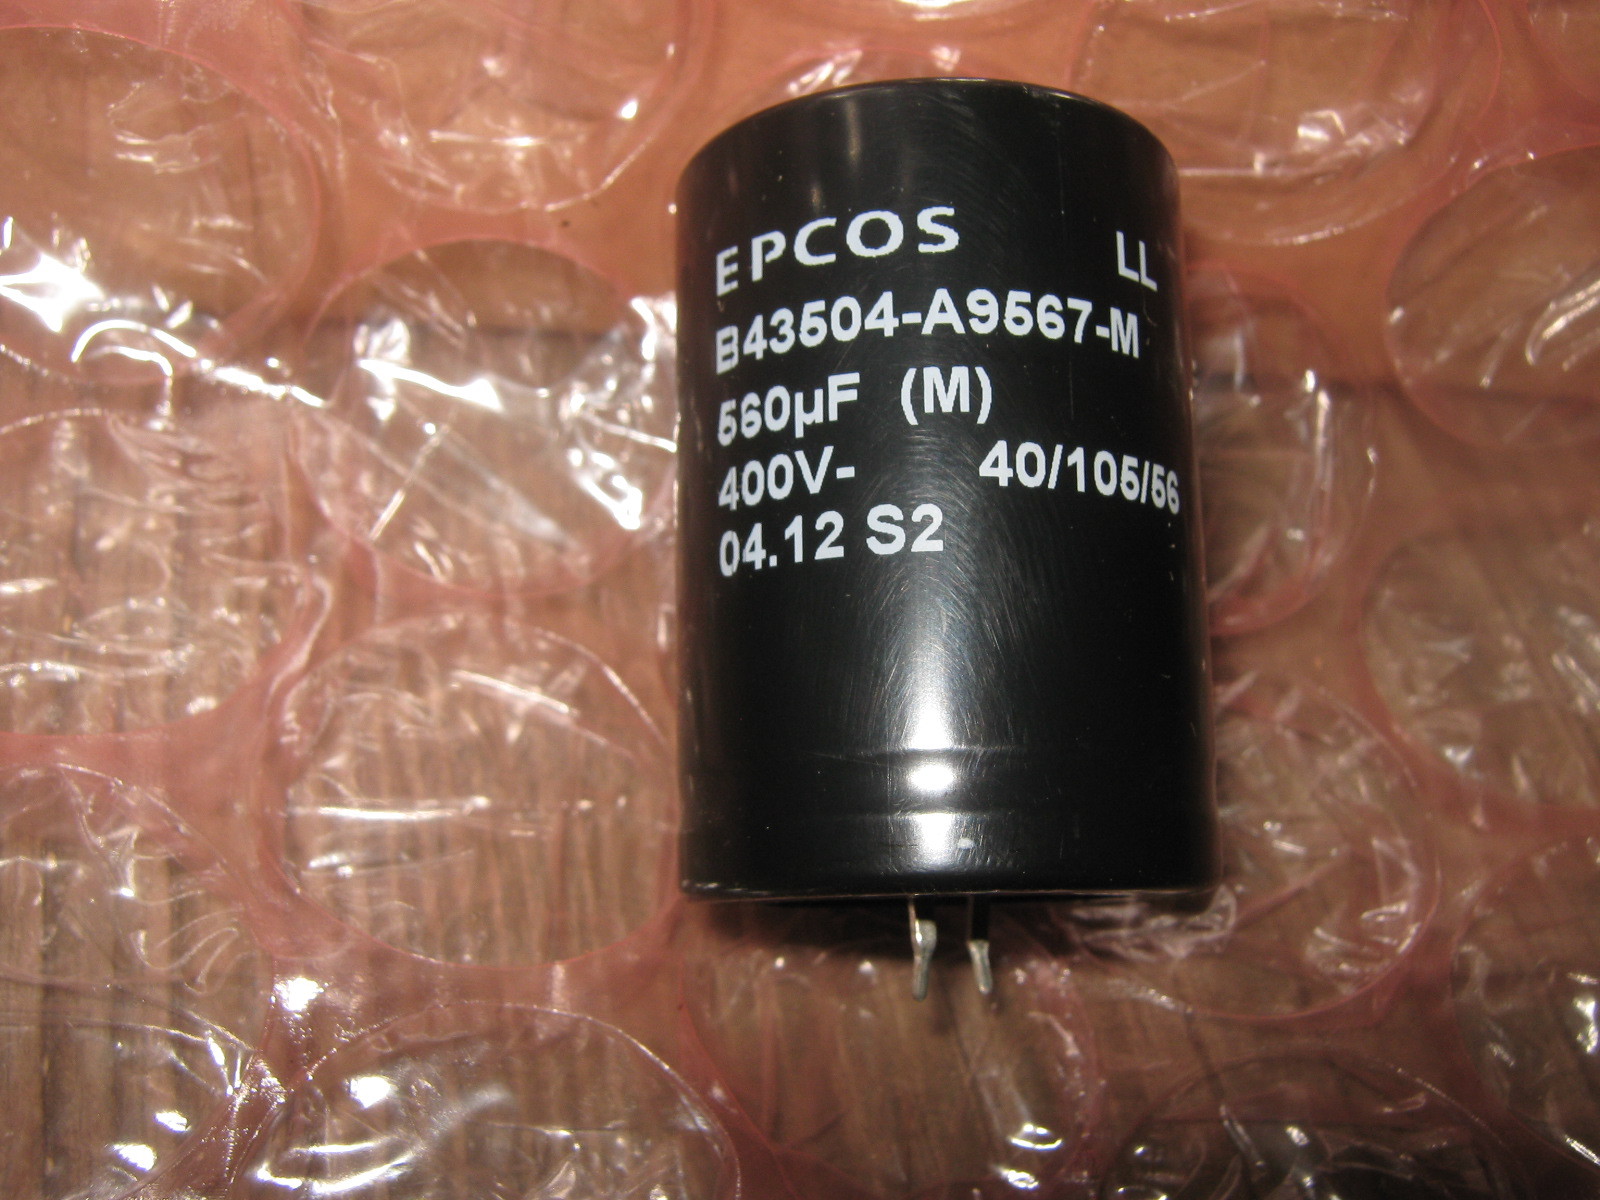 EPCOS LL
B43504-A9567-M
560µF (M)
400V- 40/105/56
04.12 S2